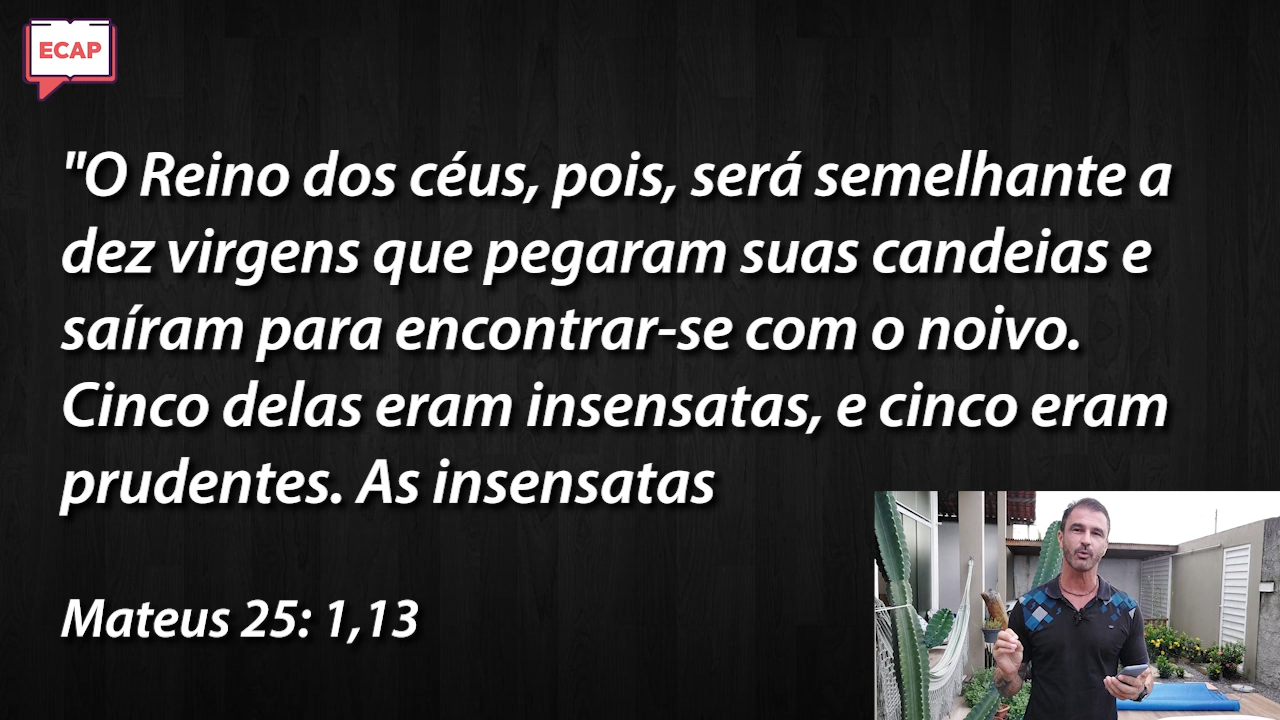 ECAP
"O Reino dos céus, pois, será semelhante a
dez virgens que pegaram suas candeias e
saíram para encontrar-se com o noivo.
Cinco delas eram insensatas, e cinco eram
prudentes. As insensatas
Mateus 25: 1,13